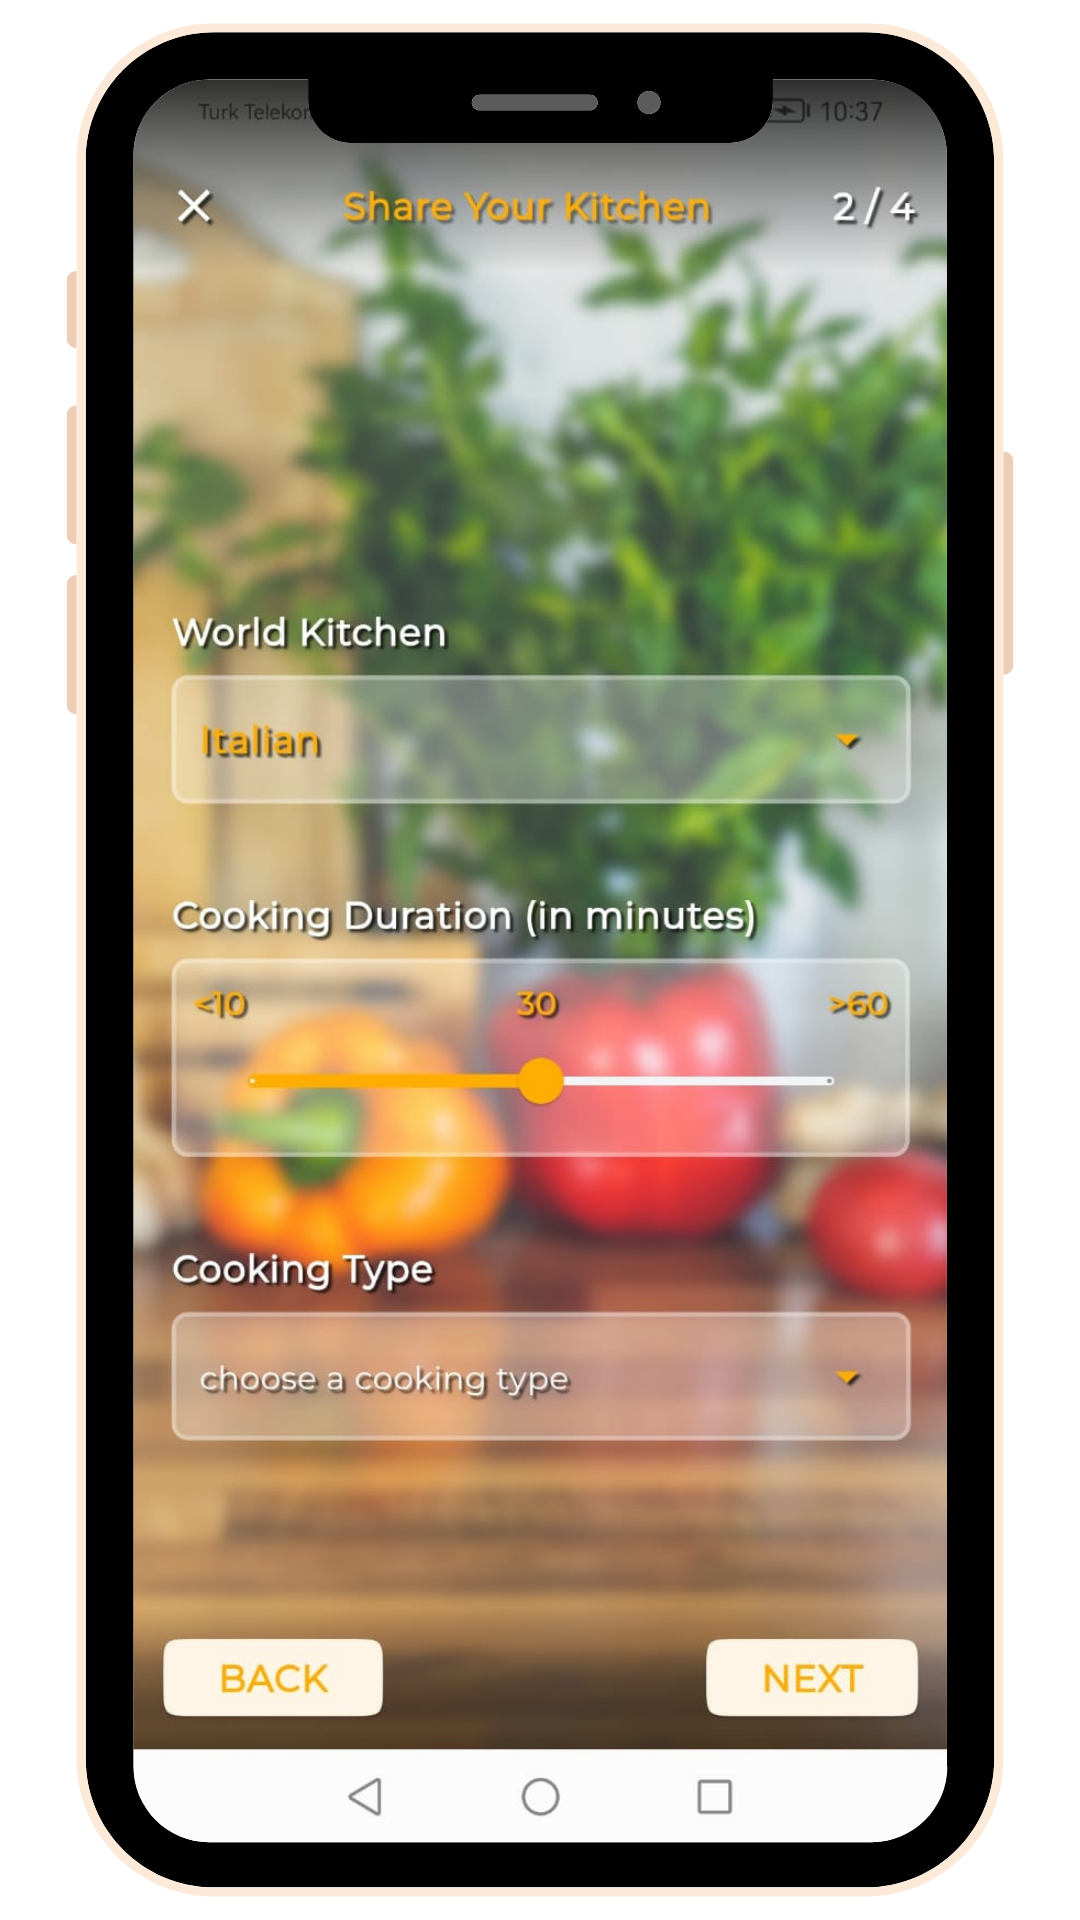 Turk Teleko
10:37
Share Your Kitchen
2 / 4
World Kitchen
Italian
Cooking Duration (in minutes)
<10 30 >60
Cooking Type
choose a cooking type
BACK
NEXT